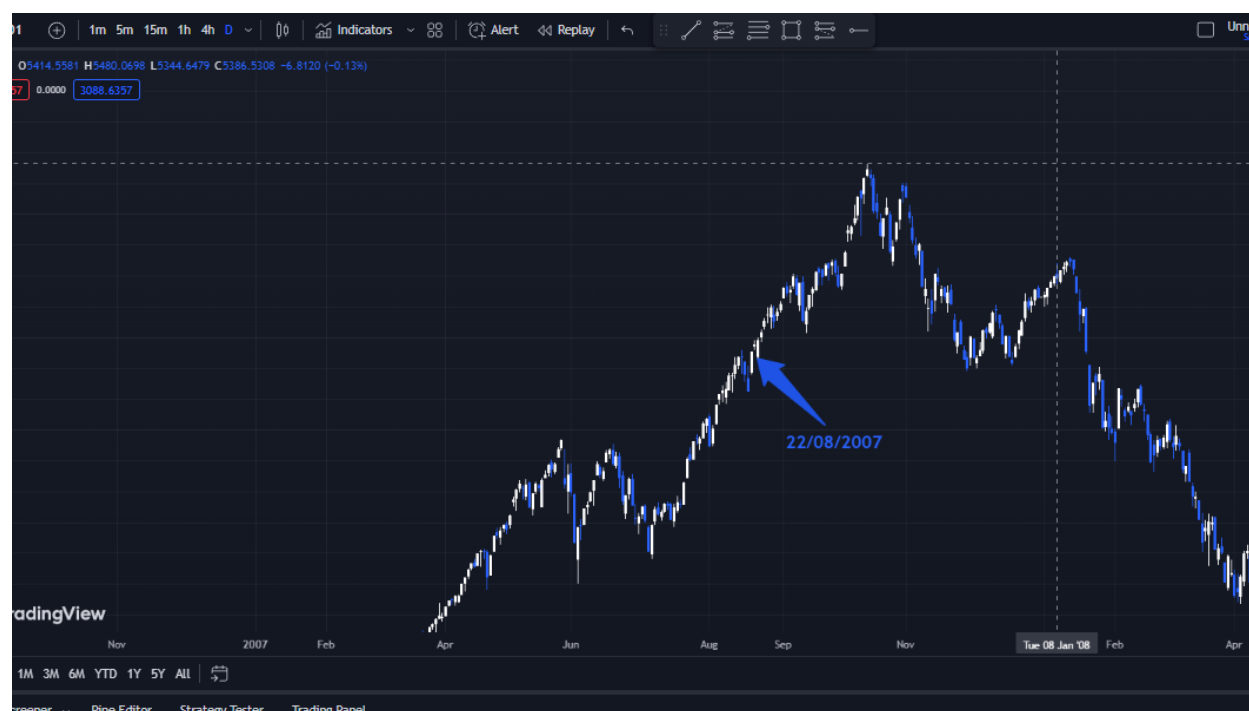 01 1m 5m 15m 1h 4h D Indicators Alert Replay Unn
O5414.5581 H5480.0698 L5344.6479 C5386.5308 −6.8120 (−0.13%)
57 0.0000 3088.6357
22/08/2007
radingView
Nov 2007 Feb Apr Jun Aug Sep Nov Tue 08 Jan '08 Feb Apr
1M 3M 6M YTD 1Y 5Y All
creener Pine Editor Strategy Tester Trading Panel